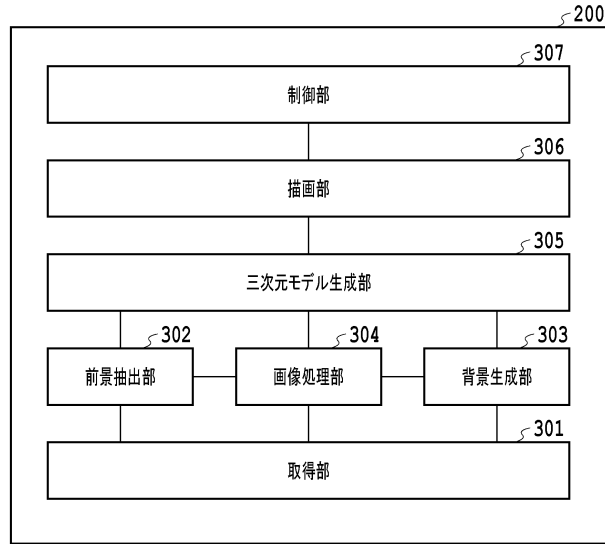 200
307
制御部
306
描画部
305
三次元モデル生成部
302
304
303
前景抽出部
画像処理部
背景生成部
301
取得部